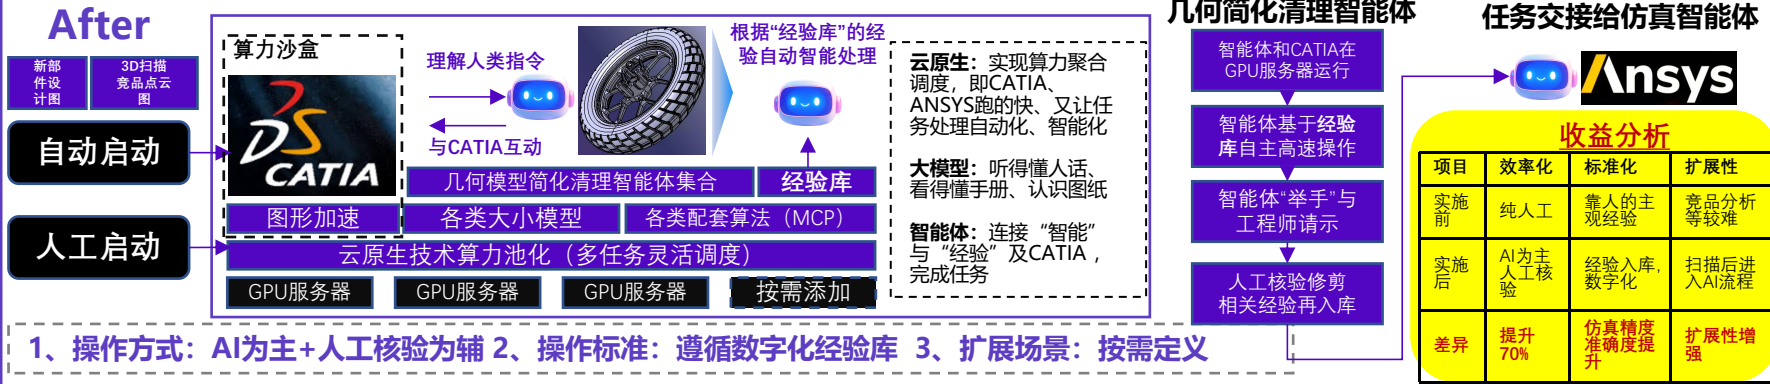 After
新部
件设
计图
3D扫描
竞品点云
图
自动启动
人工启动
算力沙盒
DS
CATIA
理解人类指令
与CATIA互动
根据“经验库”的经
验自动智能处理
几何模型简化清理智能体集合
经验库
图形加速
各类大小模型
各类配套算法（MCP）
云原生技术算力池化（多任务灵活调度）
GPU服务器
GPU服务器
GPU服务器
按需添加
云原生：实现算力聚合
调度，即CATIA、
ANSYS跑的快、又让任
务处理自动化、智能化
大模型：听得懂人话、
看得懂手册、认识图纸
智能体：连接“智能”
与“经验”及CATIA，
完成任务
几何简化清理智能体
智能体和CATIA在
GPU服务器运行
智能体基于经验
库自主高速操作
智能体“举手”与
工程师请示
人工核验修剪
相关经验再入库
任务交接给仿真智能体
Ansys
收益分析
项目 效率化 标准化 扩展性
实施
前
纯人工
靠人的主
观经验
竞品分析
等较难
实施
后
AI为主
人工核
验
经验入库,
数字化
扫描后进
入AI流程
差异
提升
70%
仿真精度
准确度提
升
扩展性增
强
1、操作方式：AI为主+人工核验为辅 2、操作标准：遵循数字化经验库 3、扩展场景：按需定义